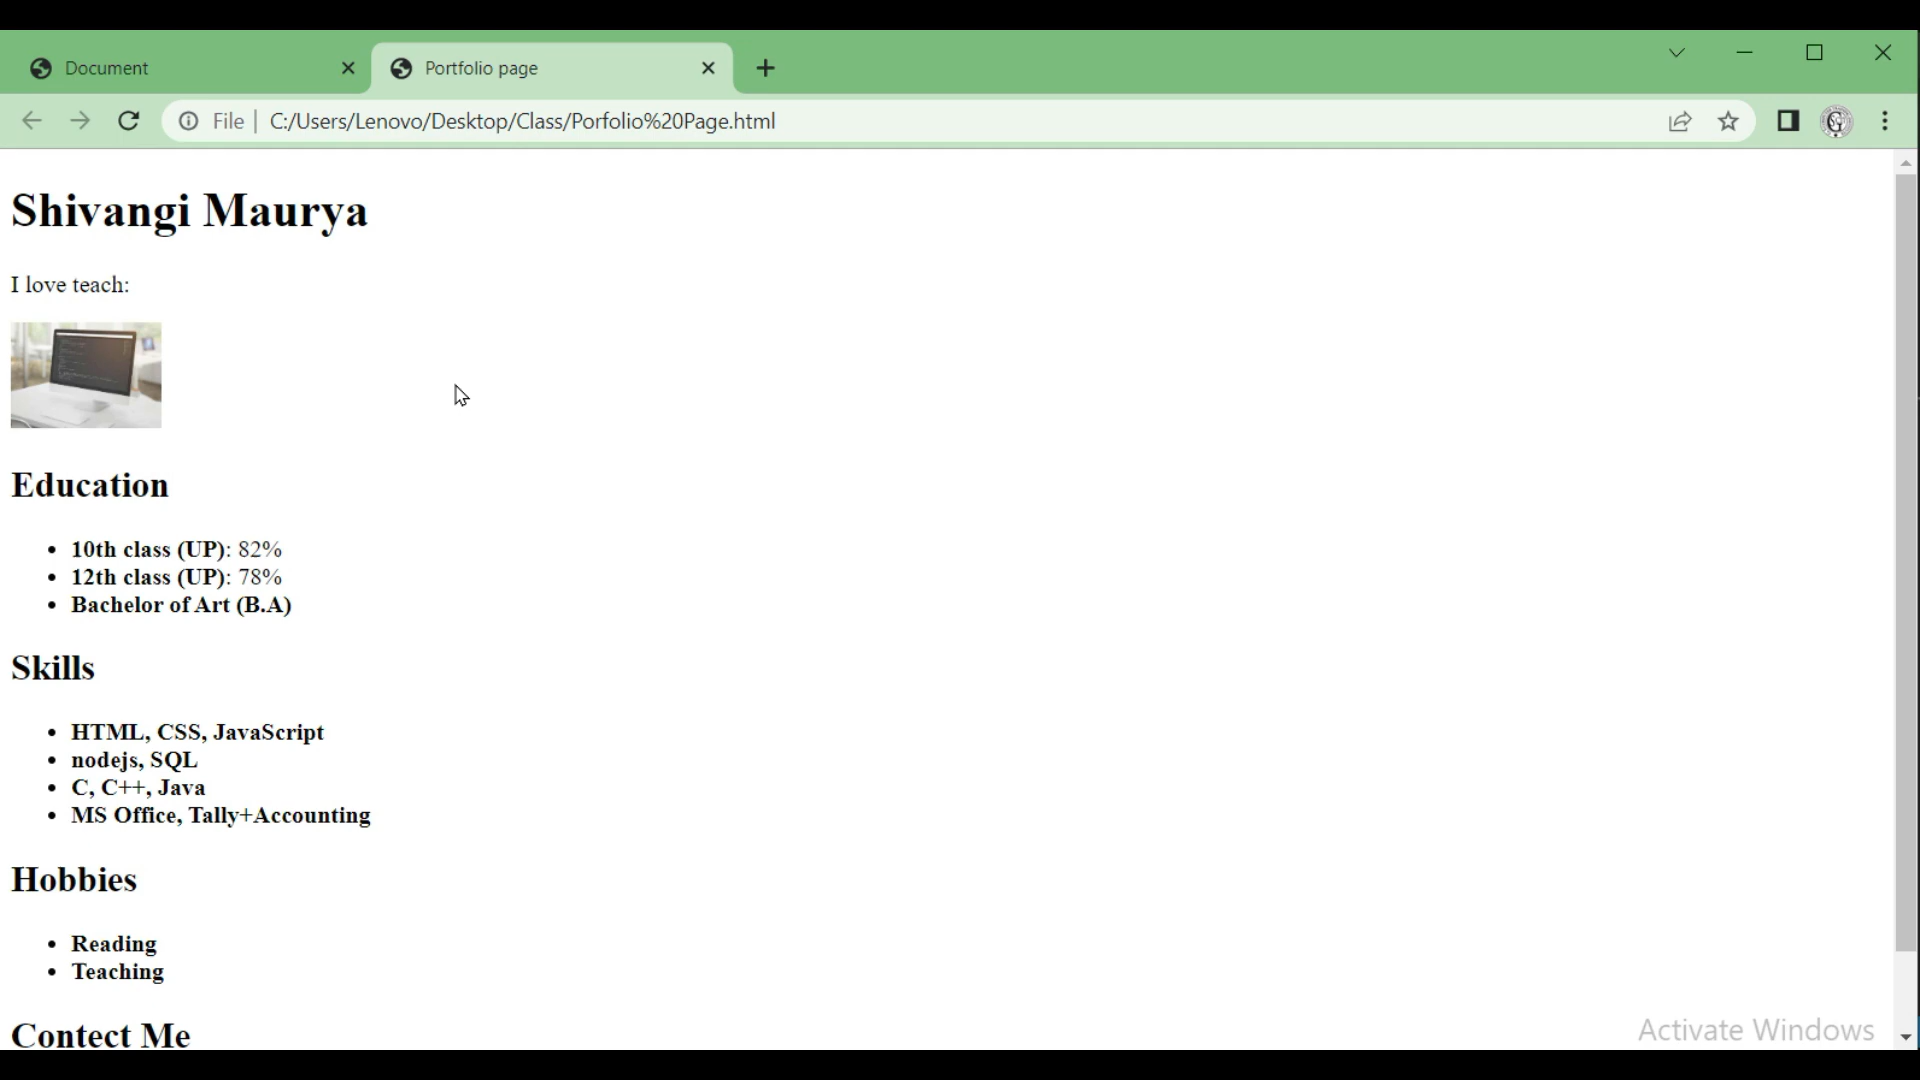 Document
Portfolio page
File
C:/Users/Lenovo/Desktop/Class/Porfolio%20Page.html
Shivangi Maurya
I love teach:
Education
10th class (UP): 82%
12th class (UP): 78%
Bachelor of Art (B.A)
Skills
HTML, CSS, JavaScript
nodejs, SQL
C, C++, Java
MS Office, Tally+Accounting
Hobbies
Reading
Teaching
Contect Me
Activate Windows